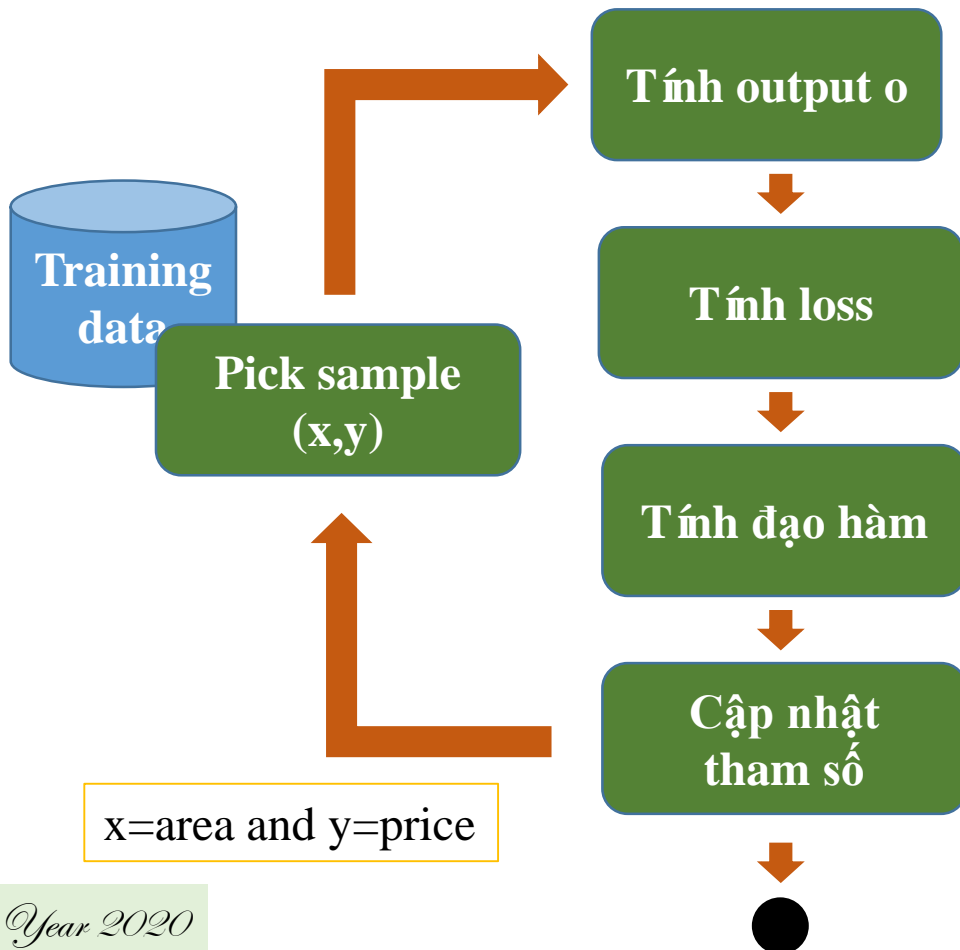 Tính output o
Training
data
Tính loss
Pick sample
(x,y)
Tính đạo hàm
Cập nhật
tham số
x=area and y=price
Year 2020